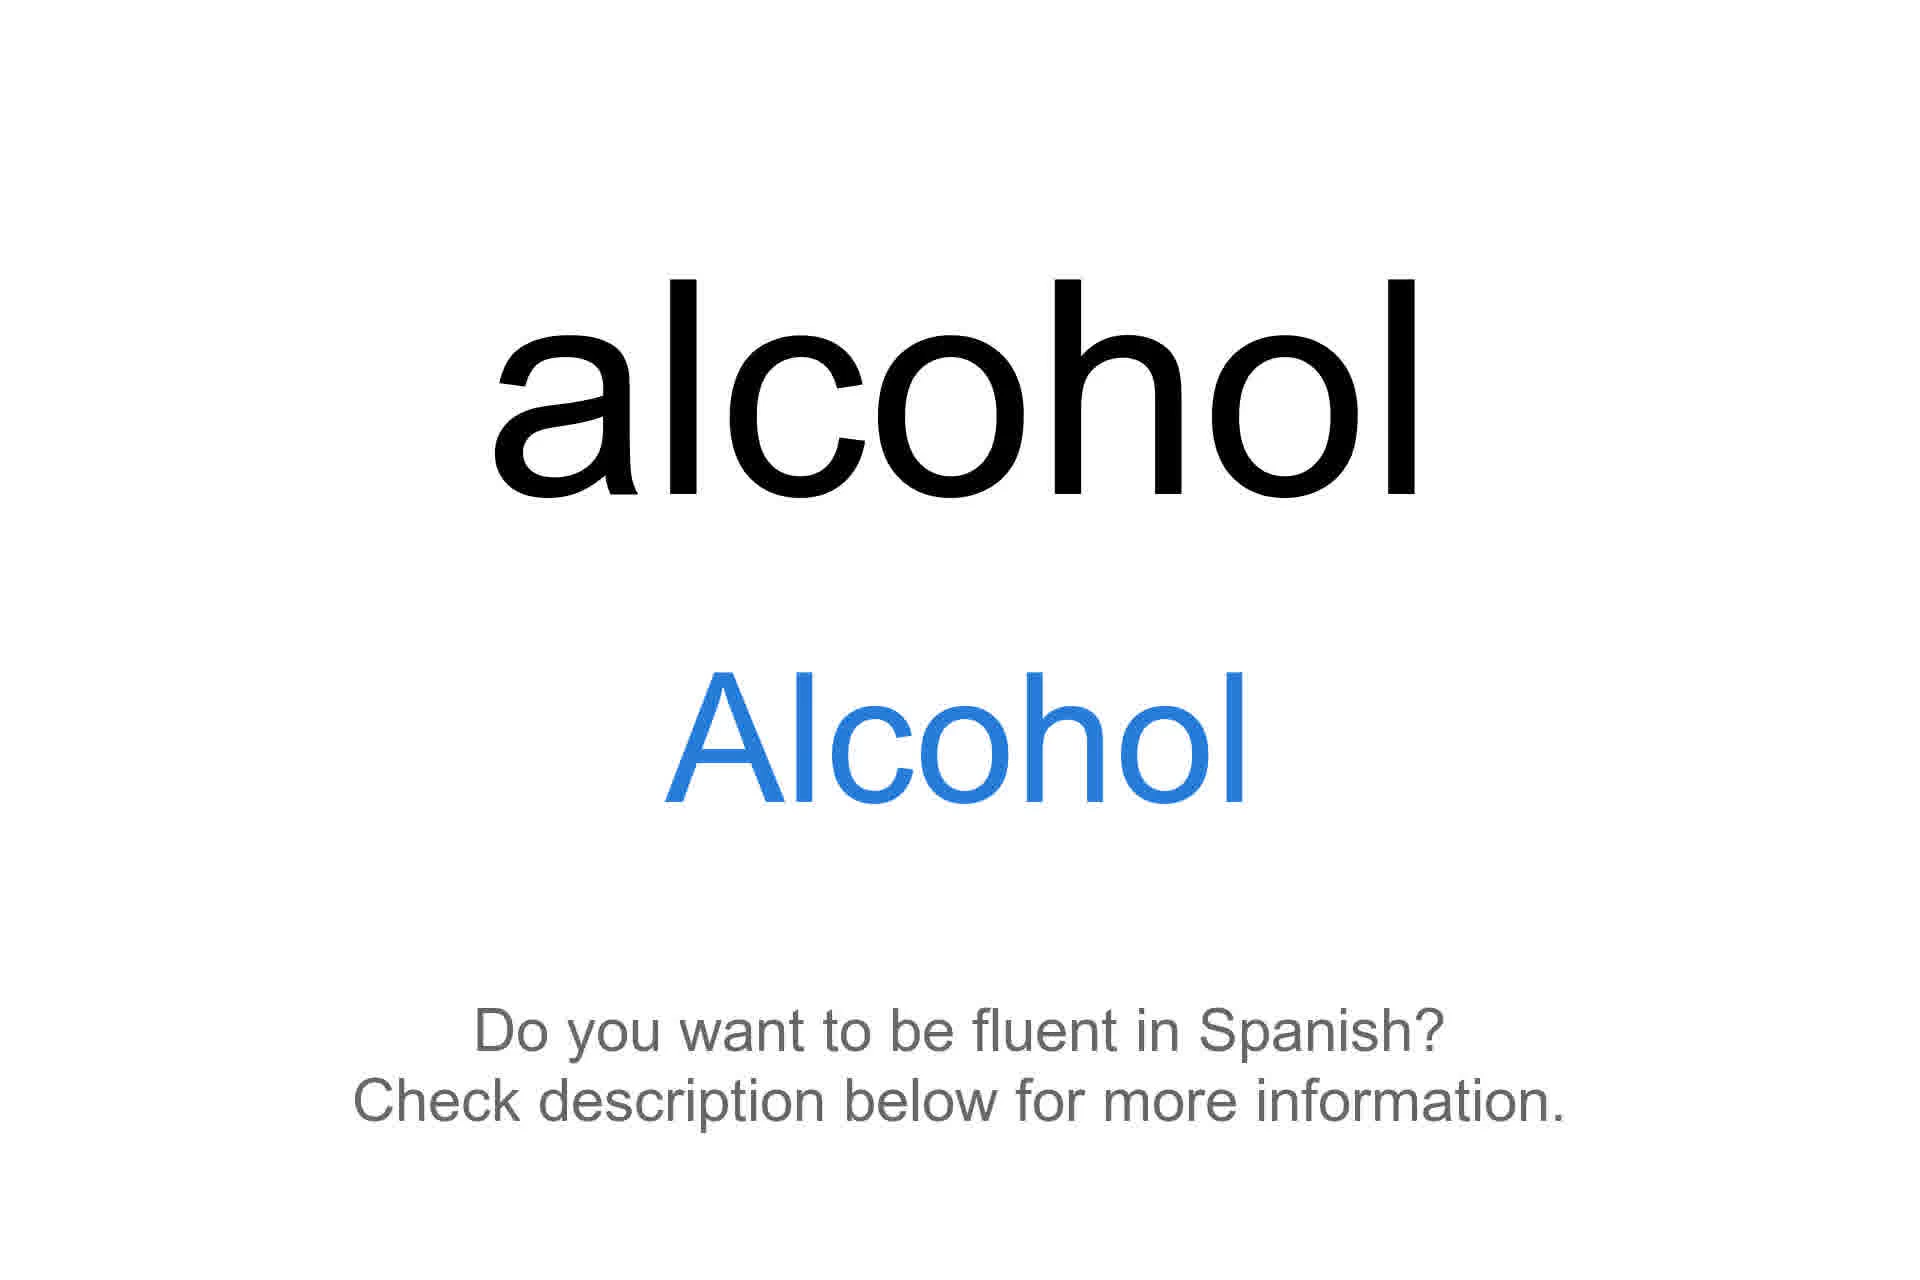 alcohol
Alcohol
Do you want to be fluent in Spanish?
Check description below for more information.